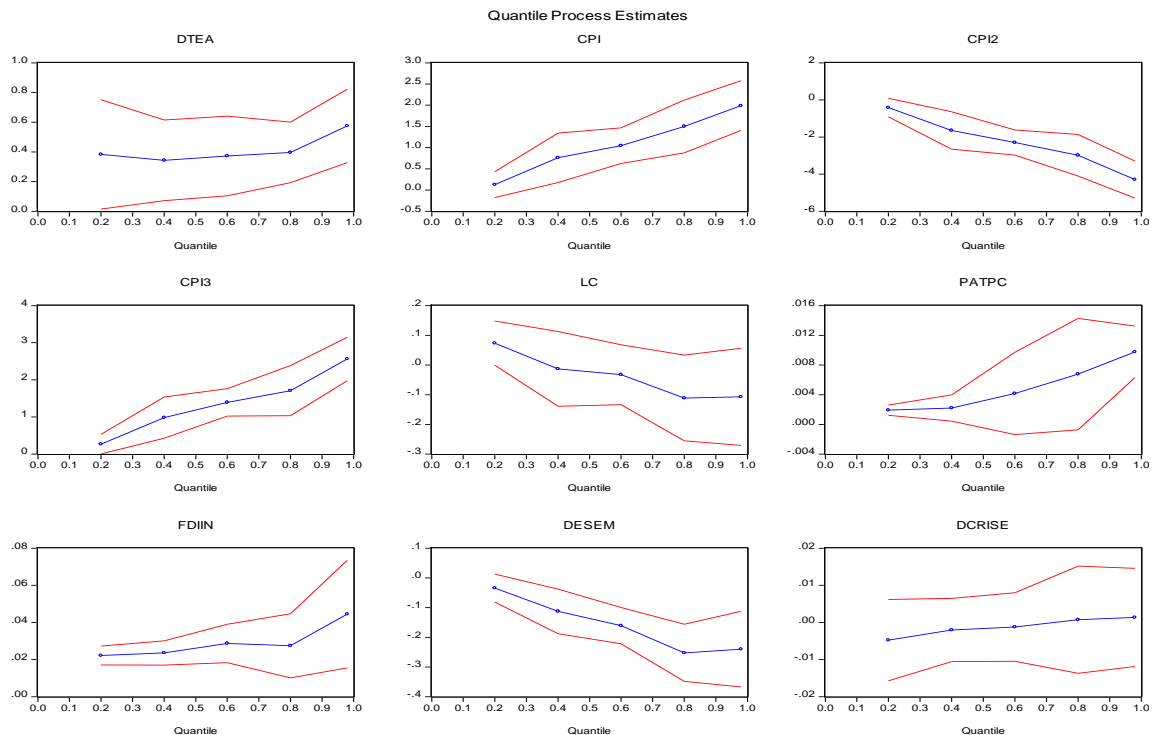 Quantile Process Estimates
DTEA
1.0
0.8
0.6
0.4
0.2
0.0
0.0 0.1 0.2 0.3 0.4 0.5 0.6 0.7 0.8 0.9 1.0
Quantile
CPI
3.0
2.5
2.0
1.5
1.0
0.5
0.0
-0.5
0.0 0.1 0.2 0.3 0.4 0.5 0.6 0.7 0.8 0.9 1.0
Quantile
CPI2
2
0
-2
-4
-6
0.0 0.1 0.2 0.3 0.4 0.5 0.6 0.7 0.8 0.9 1.0
Quantile
CPI3
4
3
2
1
0
0.0 0.1 0.2 0.3 0.4 0.5 0.6 0.7 0.8 0.9 1.0
Quantile
LC
.2
.1
.0
-.1
-.2
-.3
0.0 0.1 0.2 0.3 0.4 0.5 0.6 0.7 0.8 0.9 1.0
Quantile
PATPC
.016
.012
.008
.004
.000
-.004
0.0 0.1 0.2 0.3 0.4 0.5 0.6 0.7 0.8 0.9 1.0
Quantile
FDIIN
.08
.06
.04
.02
.00
0.0 0.1 0.2 0.3 0.4 0.5 0.6 0.7 0.8 0.9 1.0
Quantile
DESEM
.1
.0
-.1
-.2
-.3
-.4
0.0 0.1 0.2 0.3 0.4 0.5 0.6 0.7 0.8 0.9 1.0
Quantile
DCRISE
.02
.01
.00
-.01
-.02
0.0 0.1 0.2 0.3 0.4 0.5 0.6 0.7 0.8 0.9 1.0
Quantile